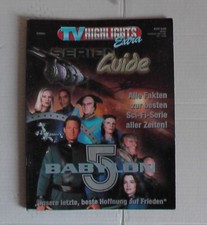 TV HIGHLIGHTS
Extra
SERIEN
Guide
Alle Fakten
zur besten
Sci-Fi-Serie
aller Zeiten!
BABYLON
5
„Unsere letzte, beste Hoffnung auf Frieden"